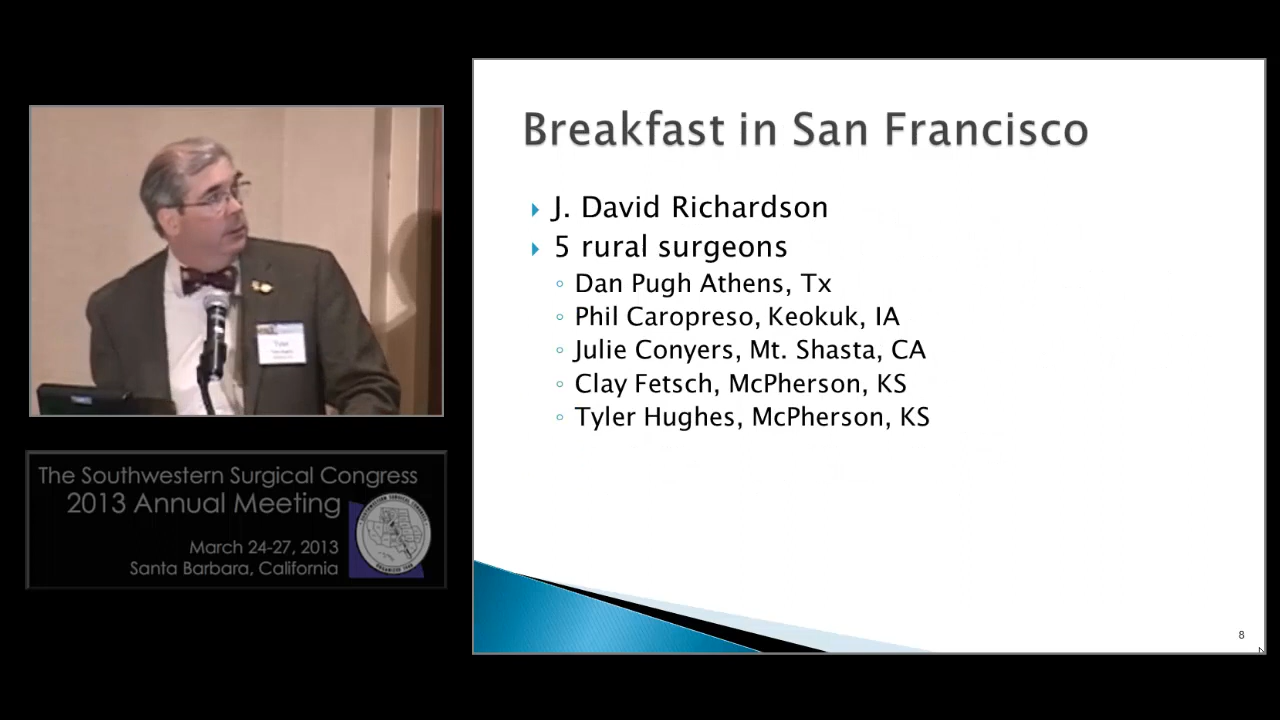 Breakfast in San Francisco
J. David Richardson
5 rural surgeons
Dan Pugh Athens, Tx
Phil Caropreso, Keokuk, IA
Julie Conyers, Mt. Shasta, CA
Clay Fetsch, McPherson, KS
Tyler Hughes, McPherson, KS
8
Tyler
The Southwestern Surgical Congress
2013 Annual Meeting
March 24-27, 2013
Santa Barbara, California